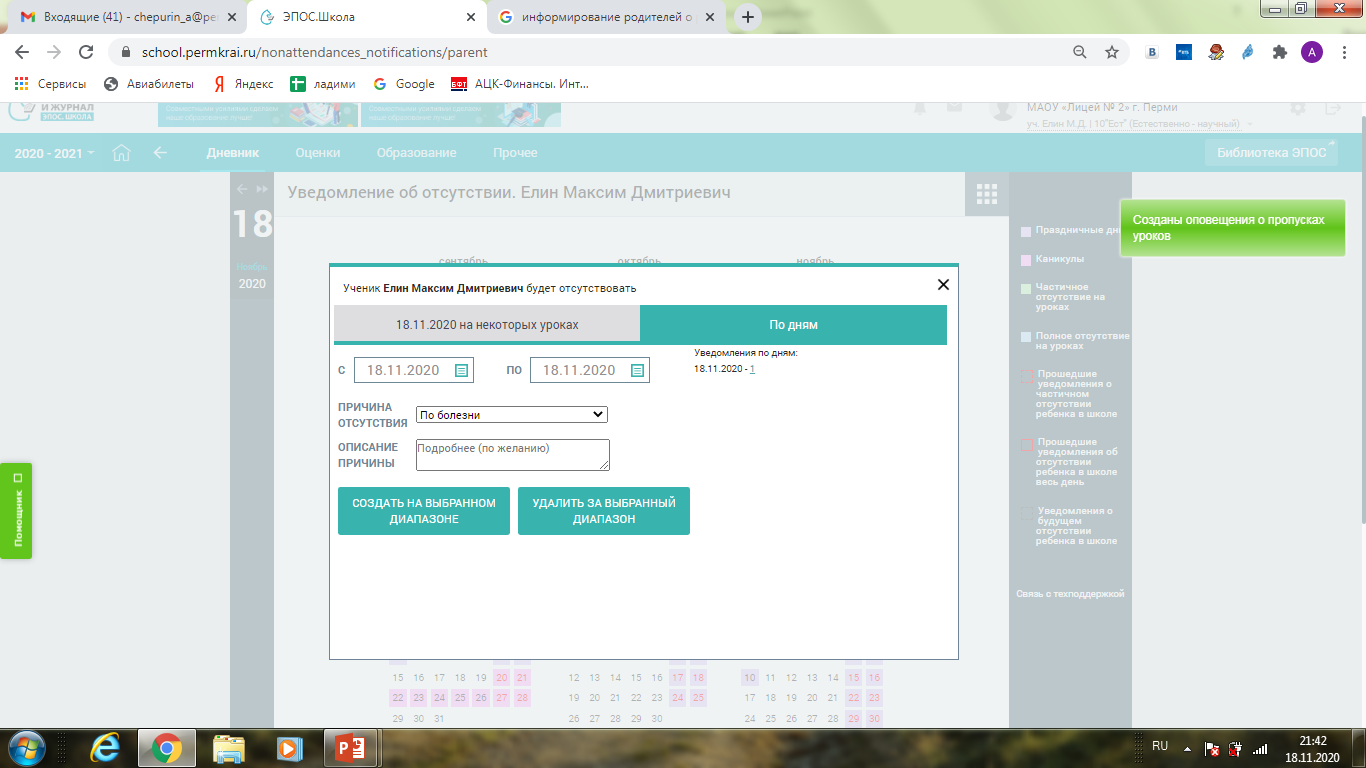 Входящие (41) - chepurin_a@per
ЭПОС.Школа
информирование родителей о
school.permkrai.ru/nonattendances_notifications/parent
Сервисы
Авиабилеты
Яндекс
ладими
Google
БФТ
АЦК-Финансы. Инт...
И ЖУРНАЛ
ЭПОС.ШКОЛА
МАОУ «Лицей № 2» г. Перми
уч. Елин М.Д. | 10"Ест" (Естественно - научный)
2020 - 2021
Дневник
Оценки
Образование
Прочее
Библиотека ЭПОС
18
ноябрь
2020
Уведомление об отсутствии. Елин Максим Дмитриевич
Созданы оповещения о пропусках
уроков
сентябрь
октябрь
ноябрь
Ученик Елин Максим Дмитриевич будет отсутствовать
18.11.2020 на некоторых уроках
По дням
С
18.11.2020
ПО
18.11.2020
Уведомления по дням:
18.11.2020 - 1
ПРИЧИНА
ОТСУТСТВИЯ
По болезни
ОПИСАНИЕ
ПРИЧИНЫ
Подробнее (по желанию)
СОЗДАТЬ НА ВЫБРАННОМ
ДИАПАЗОНЕ
УДАЛИТЬ ЗА ВЫБРАННЫЙ
ДИАПАЗОН
Праздничные дн
Каникулы
Частичное
отсутствие на
уроках
Полное отсутствие
на уроках
Прошедшие
уведомления о
частичном
отсутствии
ребенка в школе
Прошедшие
уведомления об
отсутствии
ребенка в школе
весь день
Уведомления о
будущем
отсутствии
ребенка в школе
Связь с техподдержкой
Помощник
15 16 17 18 19 20 21
12 13 14 15 16 17 18
10 11 12 13 14 15 16
22 23 24 25 26 27 28
19 20 21 22 23 24 25
17 18 19 20 21 22 23
29 30 31
26 27 28 29 30
24 25 26 27 28 29 30
RU
21:42
18.11.2020